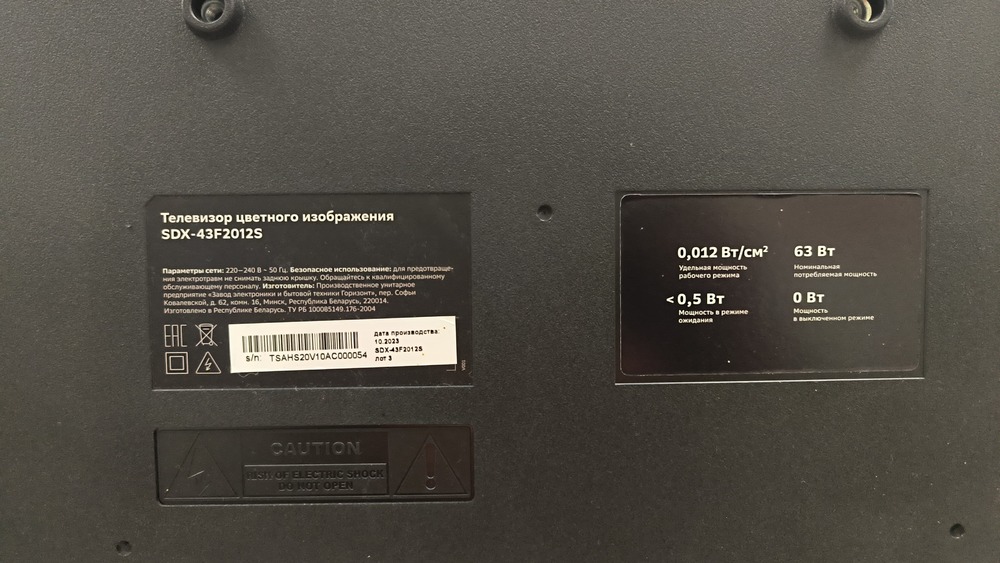 Телевизор цветного изображения
SDX-43F2012S
Параметры сети: 220−240 В ~ 50 Гц. Безопасное использование: для предотвраще-
ния электротравм не снимать заднюю крышку. Обращайтесь к квалифицированному
обслуживающему персоналу. Изготовитель: Производственное унитарное
предприятие «Завод электроники и бытовой техники Горизонт», пер. Софьи
Ковалевской, д. 62, комн. 16, Минск, Республика Беларусь, 220014.
Изготовлено в Республике Беларусь. ТУ РБ 100085149.176-2004
EAC
s/n: TSAHS20V10AC000054
дата производства:
10.2023
SDX-43F2012S
лот 3
0,012 Вт/см²
Удельная мощность
рабочего режима
63 Вт
Номинальная
потребляемая мощность
< 0,5 Вт
Мощность в режиме
ожидания
0 Вт
Мощность
в выключенном режиме
CAUTION
RISK OF ELECTRIC SHOCK
DO NOT OPEN